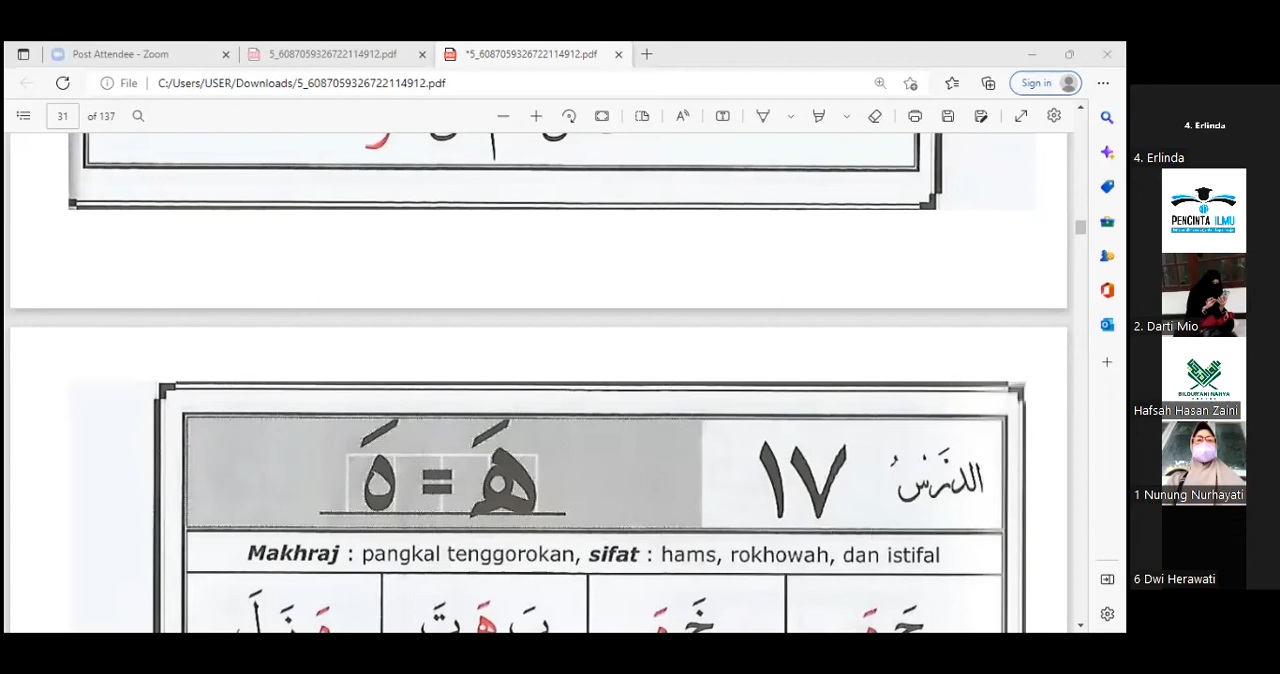 Post Attendee - Zoom
5_6087059326722114912.pdf
*5_6087059326722114912.pdf
File
C:/Users/USER/Downloads/5_6087059326722114912.pdf
Sign in
31 of 137
الدَّرْسُ ١٧
هَـ = هَ
Makhraj : pangkal tenggorokan, sifat : hams, rokhowah, dan istifal
4. Erlinda
4. Erlinda
PENCINTA ILMU
2. Darti Mio
BILQURANI NAHYA
Hafsah Hasan Zaini
1 Nunung Nurhayati
6 Dwi Herawati